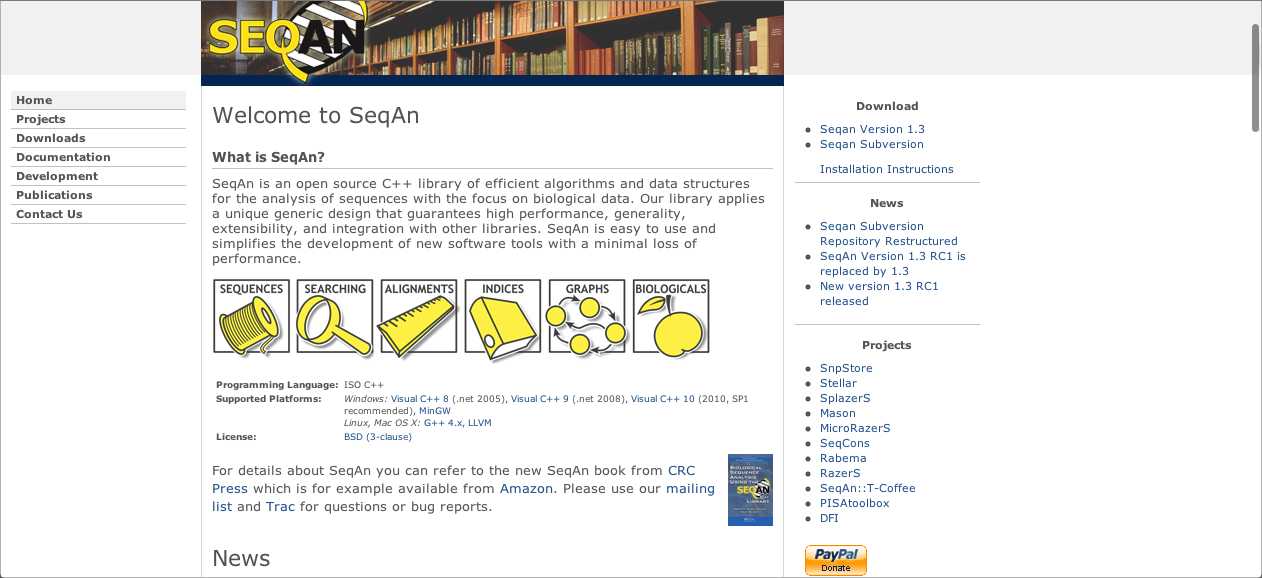 SEQAN
Home
Projects
Downloads
Documentation
Development
Publications
Contact Us
Welcome to SeqAn
What is SeqAn?
SeqAn is an open source C++ library of efficient algorithms and data structures
for the analysis of sequences with the focus on biological data. Our library applies
a unique generic design that guarantees high performance, generality,
extensibility, and integration with other libraries. SeqAn is easy to use and
simplifies the development of new software tools with a minimal loss of
performance.
SEQUENCES SEARCHING ALIGNMENTS INDICES GRAPHS BIOLOGICALS
Programming Language: ISO C++
Supported Platforms: Windows: Visual C++ 8 (.net 2005), Visual C++ 9 (.net 2008), Visual C++ 10 (2010, SP1
recommended), MinGW
Linux, Mac OS X: G++ 4.x, LLVM
License: BSD (3-clause)
For details about SeqAn you can refer to the new SeqAn book from CRC
Press which is for example available from Amazon. Please use our mailing
list and Trac for questions or bug reports.
BIOLOGICAL
SEQUENCE
ANALYSIS
USING THE
SEQAN
C++
LIBRARY
News
Download
Seqan Version 1.3
Seqan Subversion
Installation Instructions
News
Seqan Subversion
Repository Restructured
SeqAn Version 1.3 RC1 is
replaced by 1.3
New version 1.3 RC1
released
Projects
SnpStore
Stellar
SplazerS
Mason
MicroRazerS
SeqCons
Rabema
RazerS
SeqAn::T-Coffee
PISAtoolbox
DFI
PayPal
Donate